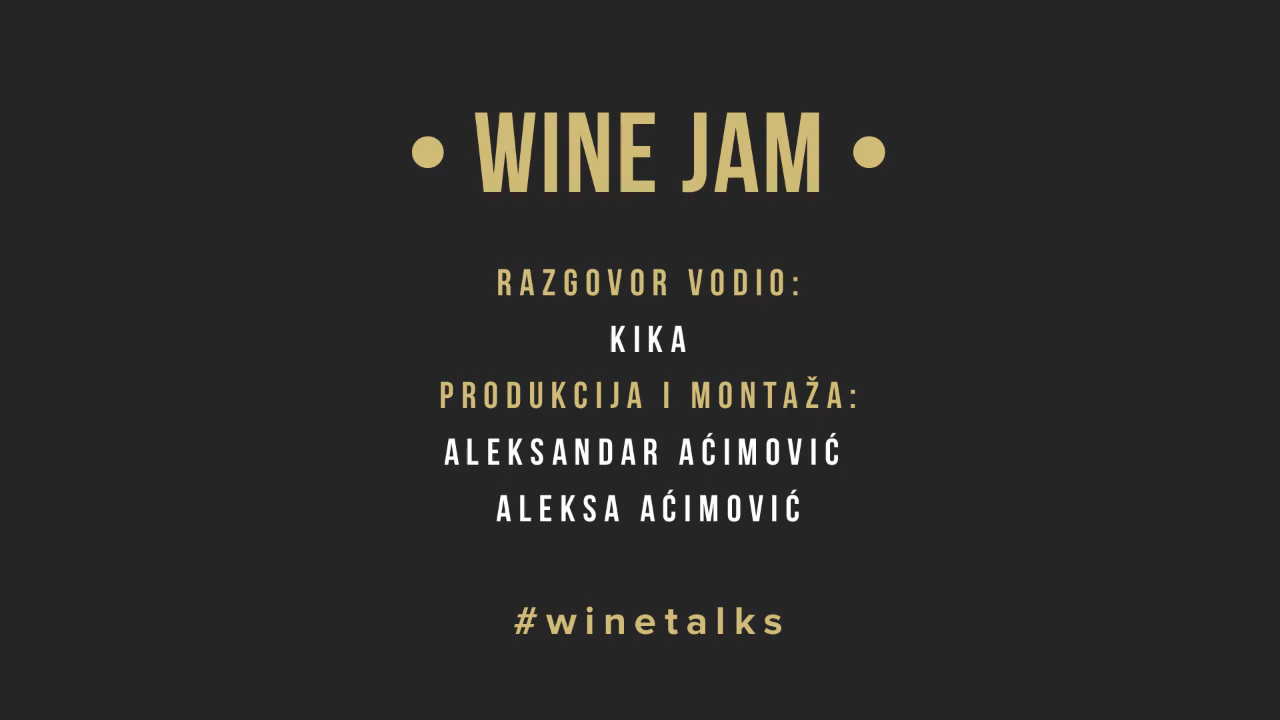 • WINE JAM •
RAZGOVOR VODIO:
KIKA
PRODUKCIJA I MONTAŽA:
ALEKSANDAR AĆIMOVIĆ
ALEKSA AĆIMOVIĆ
#winetalks